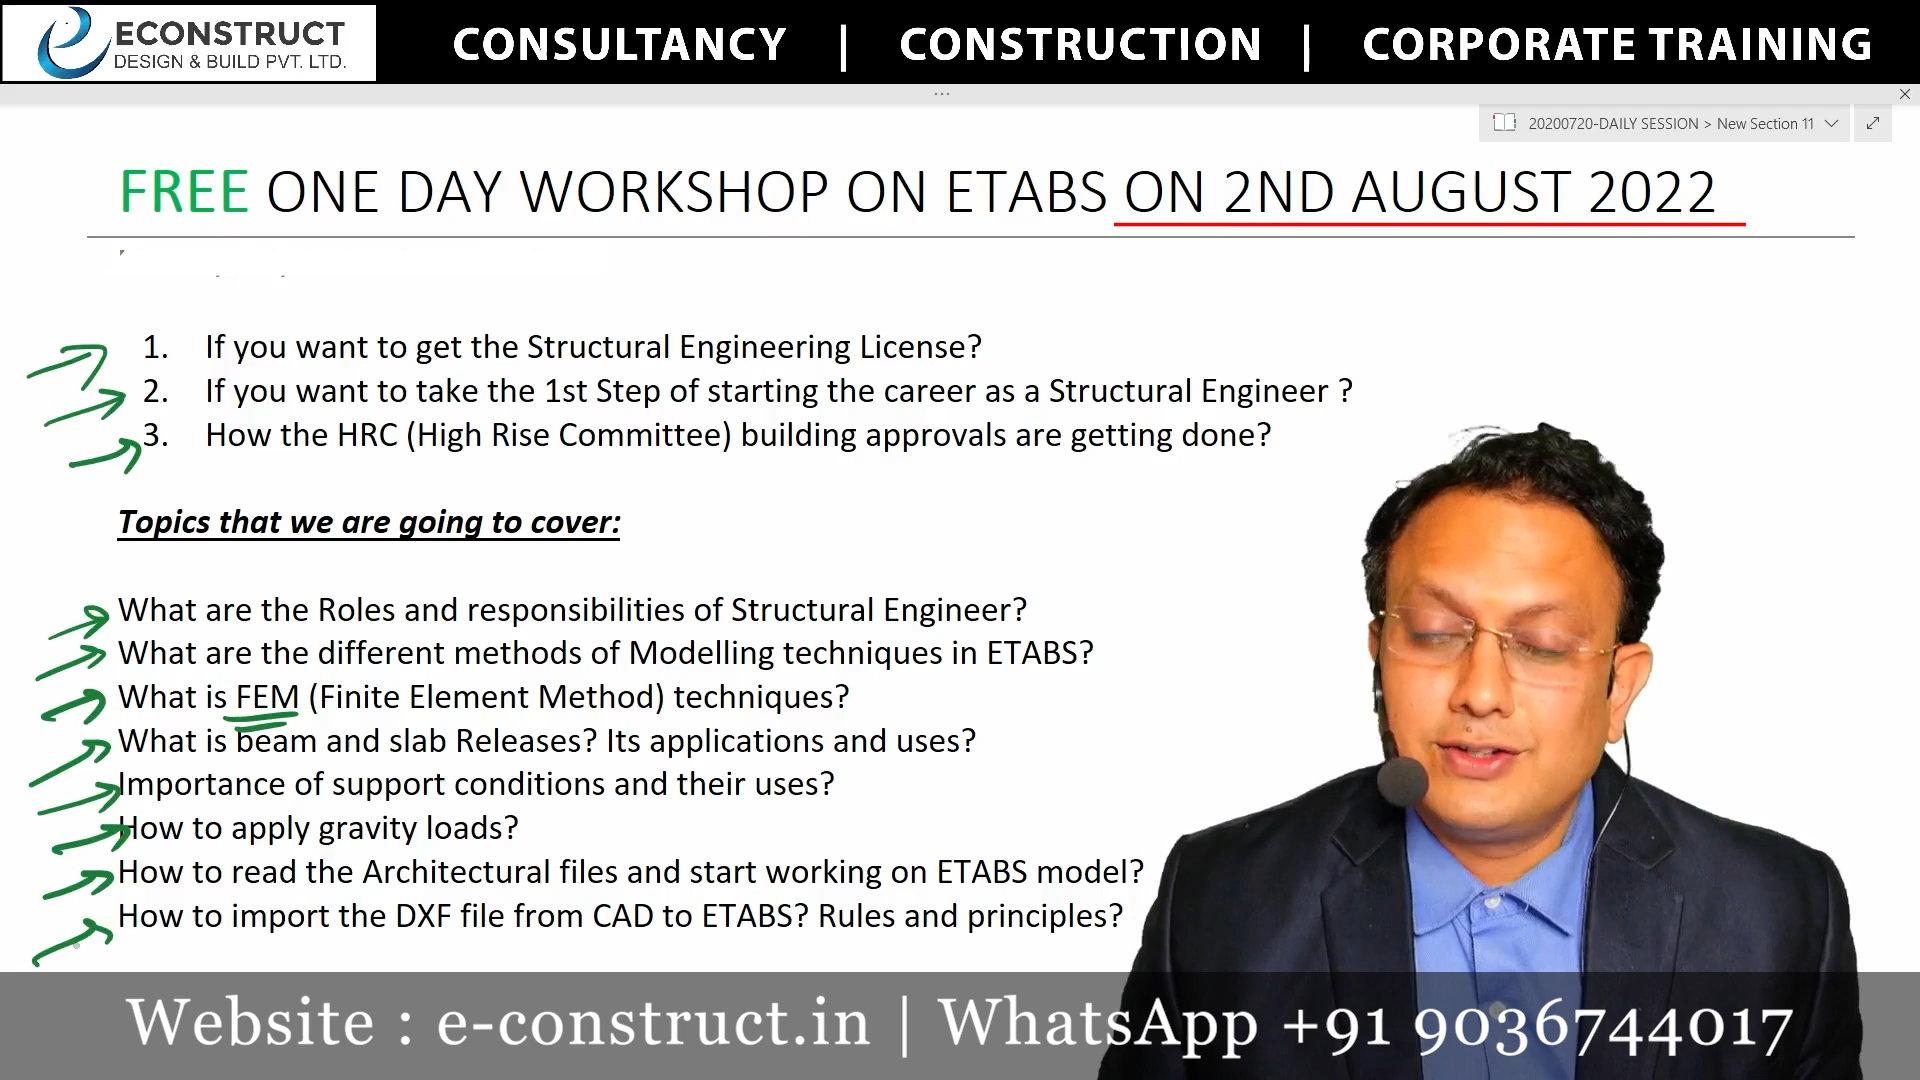 ECONSTRUCT
DESIGN & BUILD PVT. LTD.
CONSULTANCY | CONSTRUCTION | CORPORATE TRAINING
20200720-DAILY SESSION > New Section 11
FREE ONE DAY WORKSHOP ON ETABS ON 2ND AUGUST 2022
1. If you want to get the Structural Engineering License?
2. If you want to take the 1st Step of starting the career as a Structural Engineer ?
3. How the HRC (High Rise Committee) building approvals are getting done?
Topics that we are going to cover:
What are the Roles and responsibilities of Structural Engineer?
What are the different methods of Modelling techniques in ETABS?
What is FEM (Finite Element Method) techniques?
What is beam and slab Releases? Its applications and uses?
Importance of support conditions and their uses?
How to apply gravity loads?
How to read the Architectural files and start working on ETABS model?
How to import the DXF file from CAD to ETABS? Rules and principles?
Website : e-construct.in | WhatsApp +91 9036744017